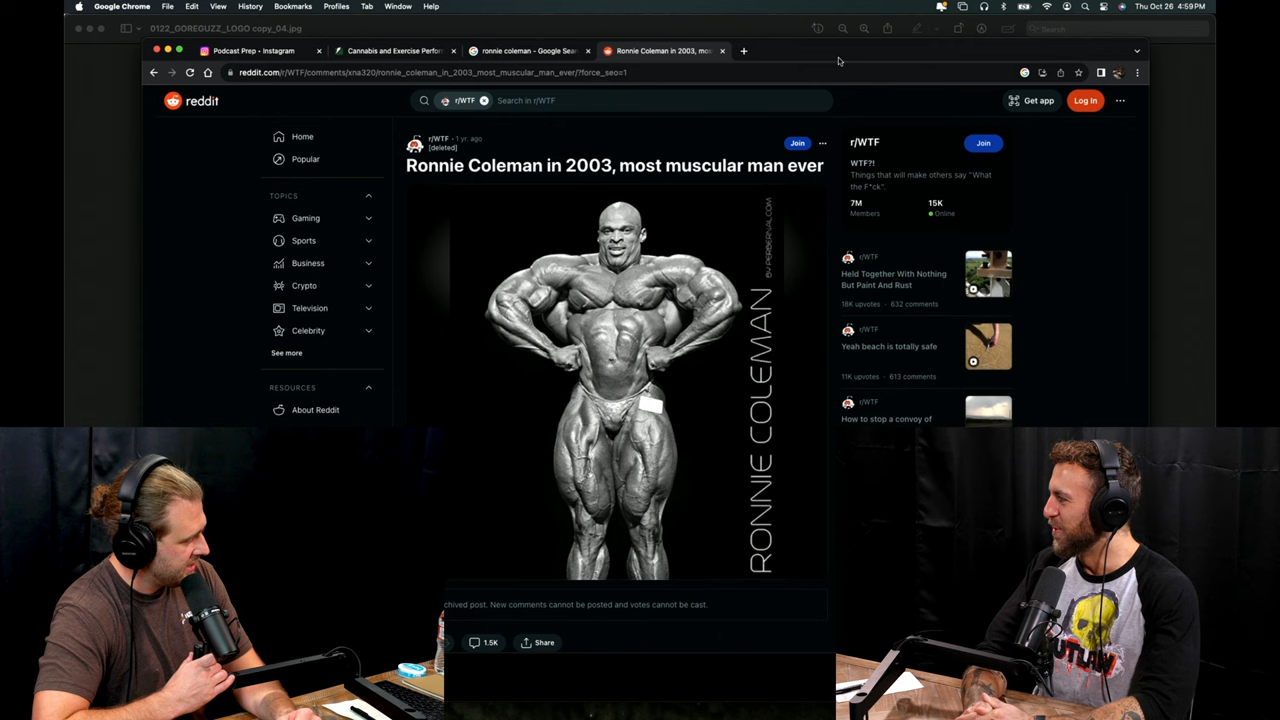 Google Chrome File Edit View History Bookmarks Profiles Tab Window Help Thu Oct 26 4:59PM
0122_GOREGUZZ_LOGO copy_04.jpg
Search
Podcast Prep • Instagram
Cannabis and Exercise Perfor
ronnie coleman - Google Sear
Ronnie Coleman in 2003, mos
reddit.com/r/WTF/comments/xna320/ronnie_coleman_in_2003_most_muscular_man_ever/?force_seo=1
reddit
r/WTF
Search in r/WTF
Get app
Log In
Home
Popular
TOPICS
Gaming
Sports
Business
Crypto
Television
Celebrity
See more
RESOURCES
About Reddit
r/WTF • 1 yr. ago
[deleted]
Join
Ronnie Coleman in 2003, most muscular man ever
RONNIE COLEMAN
BY PERBERNAL.COM
chived post. New comments cannot be posted and votes cannot be cast.
1.5K
Share
r/WTF
Join
WTF?!
Things that will make others say "What
the F*ck".
7M
15K
Members
Online
r/WTF
Held Together With Nothing
But Paint And Rust
18K upvotes • 632 comments
r/WTF
Yeah beach is totally safe
11K upvotes • 613 comments
r/WTF
How to stop a convoy of
OUTLAW